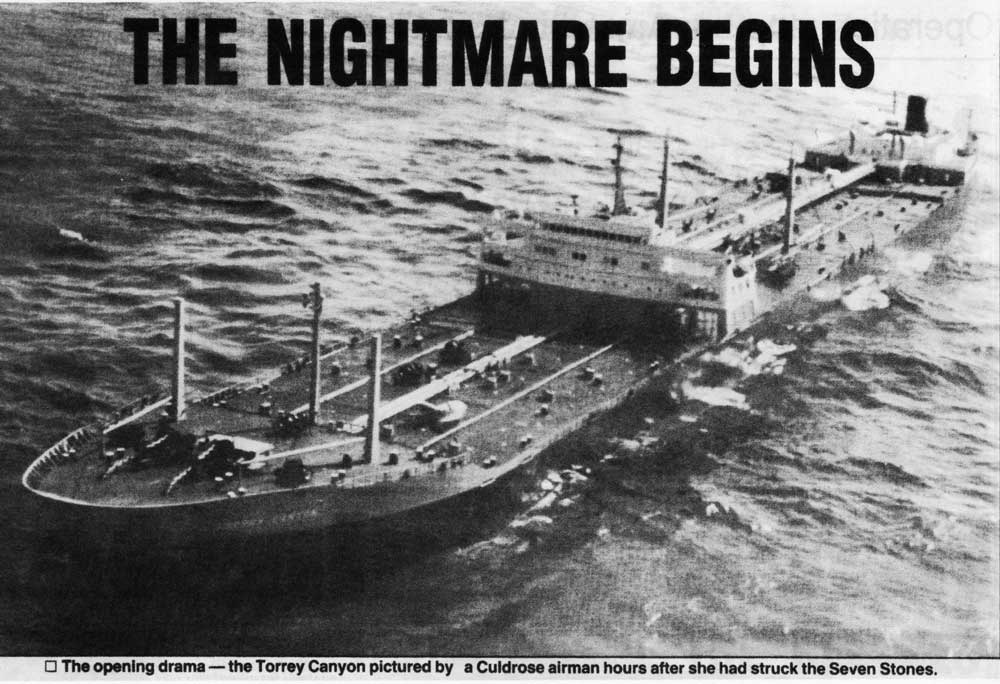 THE NIGHTMARE BEGINS
☐ The opening drama — the Torrey Canyon pictured by a Culdrose airman hours after she had struck the Seven Stones.